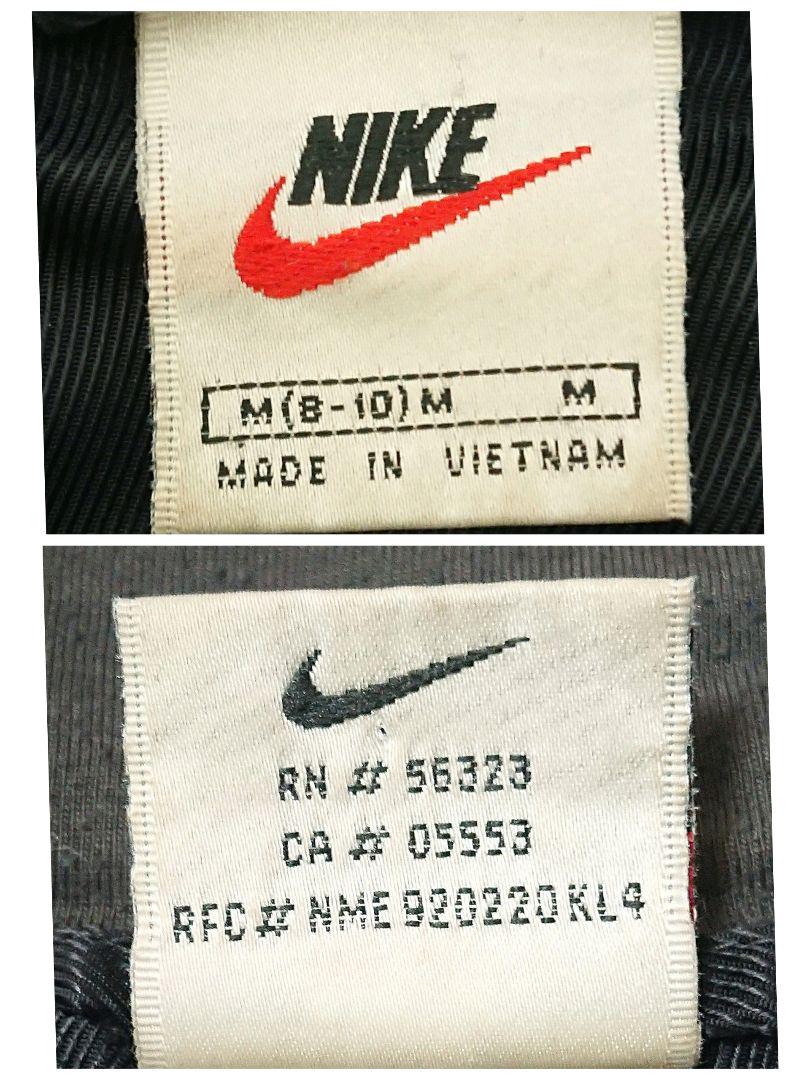 NIKE
M(8-10)M M
MADE IN VIETNAM
RN # 56323
CA # 05553
RFC # NME 920220 KL4